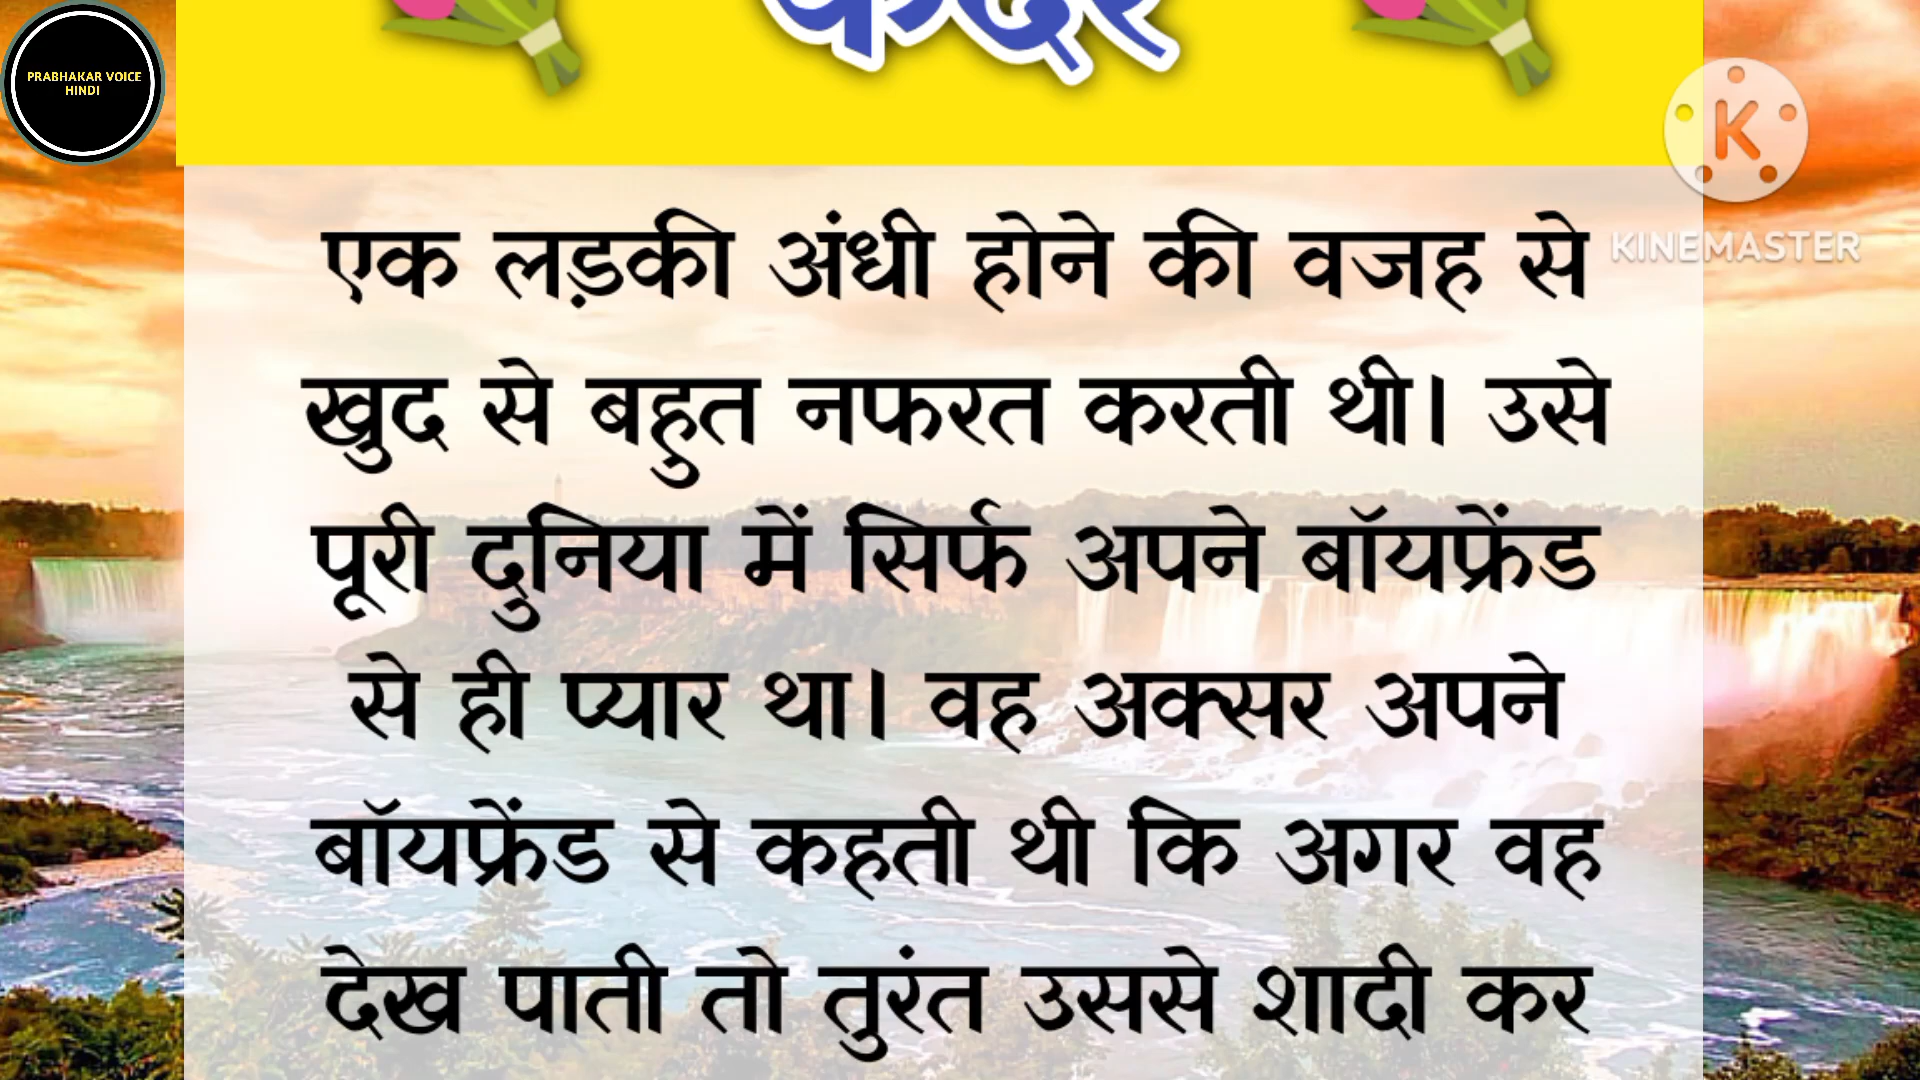 PRABHAKAR VOICE
HINDI
KINEMASTER
एक लड़की अंधी होने की वजह से
खुद से बहुत नफरत करती थी। उसे
पूरी दुनिया में सिर्फ अपने बॉयफ्रेंड
से ही प्यार था। वह अक्सर अपने
बॉयफ्रेंड से कहती थी कि अगर वह
देख पाती तो तुरंत उससे शादी कर